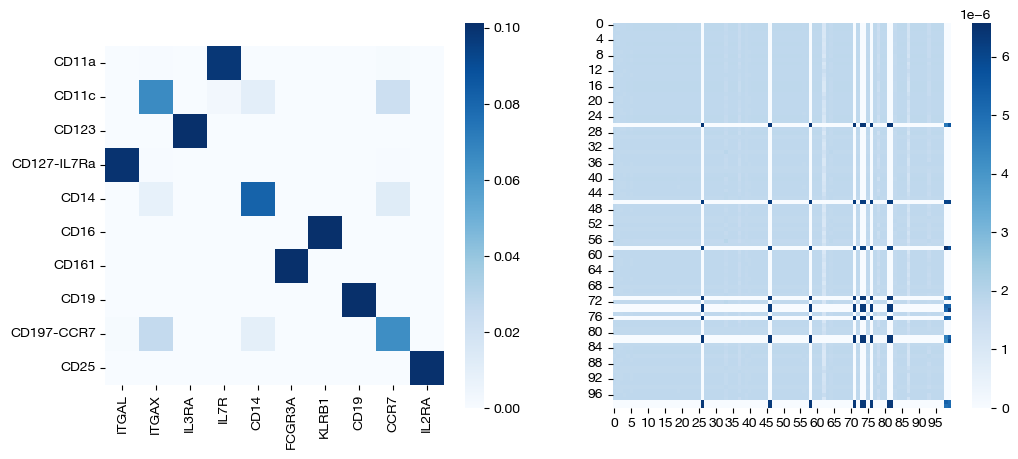 CD11a
CD11c
CD123
CD127-IL7Ra
CD14
CD16
CD161
CD19
CD197-CCR7
CD25
ITGAL
ITGAX
IL3RA
IL7R
CD14
FCGR3A
KLRB1
CD19
CCR7
IL2RA
0.10
0.08
0.06
0.04
0.02
0.00
0
4
8
12
16
20
24
28
32
36
40
44
48
52
56
60
64
68
72
76
80
84
88
92
96
0 5 10 15 20 25 30 35 40 45 50 55 60 65 70 75 80 85 90 95
1e−6
6
5
4
3
2
1
0